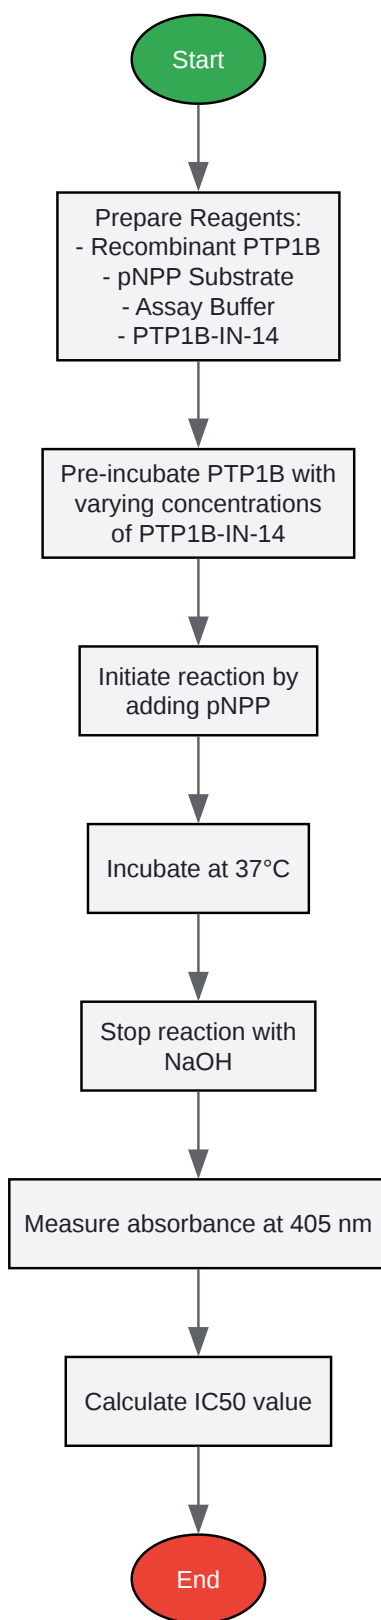 Start
Prepare Reagents:
- Recombinant PTP1B
- pNPP Substrate
- Assay Buffer
- PTP1B-IN-14
Pre-incubate PTP1B with
varying concentrations
of PTP1B-IN-14
Initiate reaction by
adding pNPP
Incubate at 37°C
Stop reaction with
NaOH
Measure absorbance at 405 nm
Calculate IC50 value
End